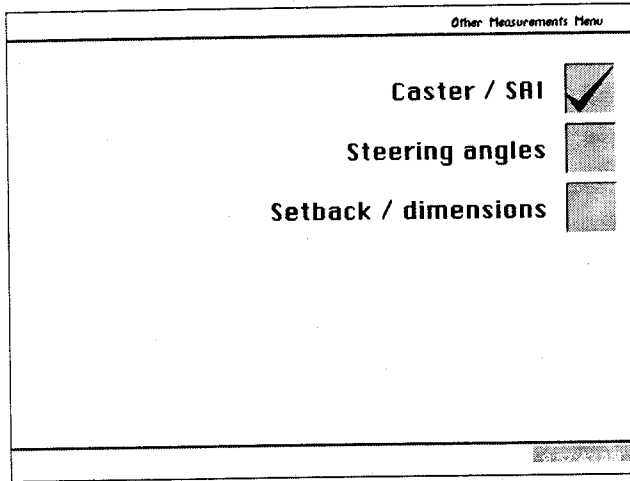 Other Measurements Menu
Caster / SAI
Steering angles
Setback / dimensions